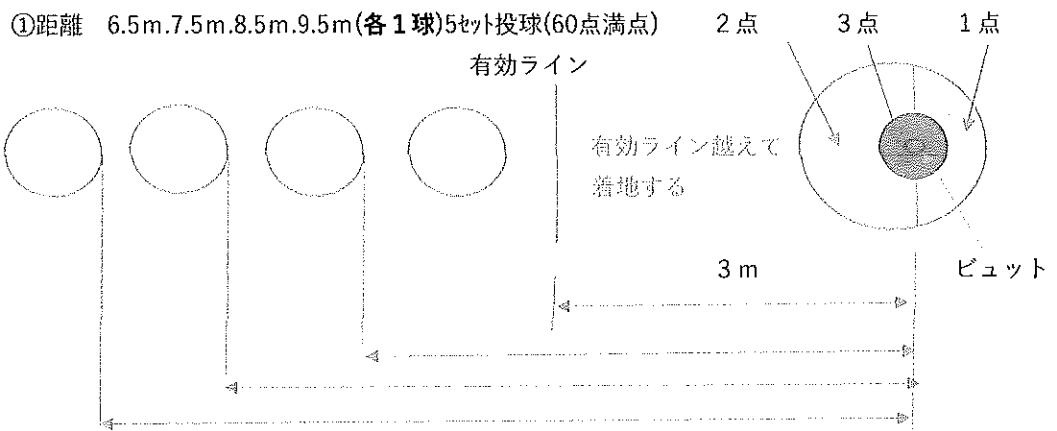 ①距離 6.5m.7.5m.8.5m.9.5m(各1球)5セット投球(60点満点)
2点 3点 1点
有効ライン
有効ライン越えて
着地する
3m
ビュット